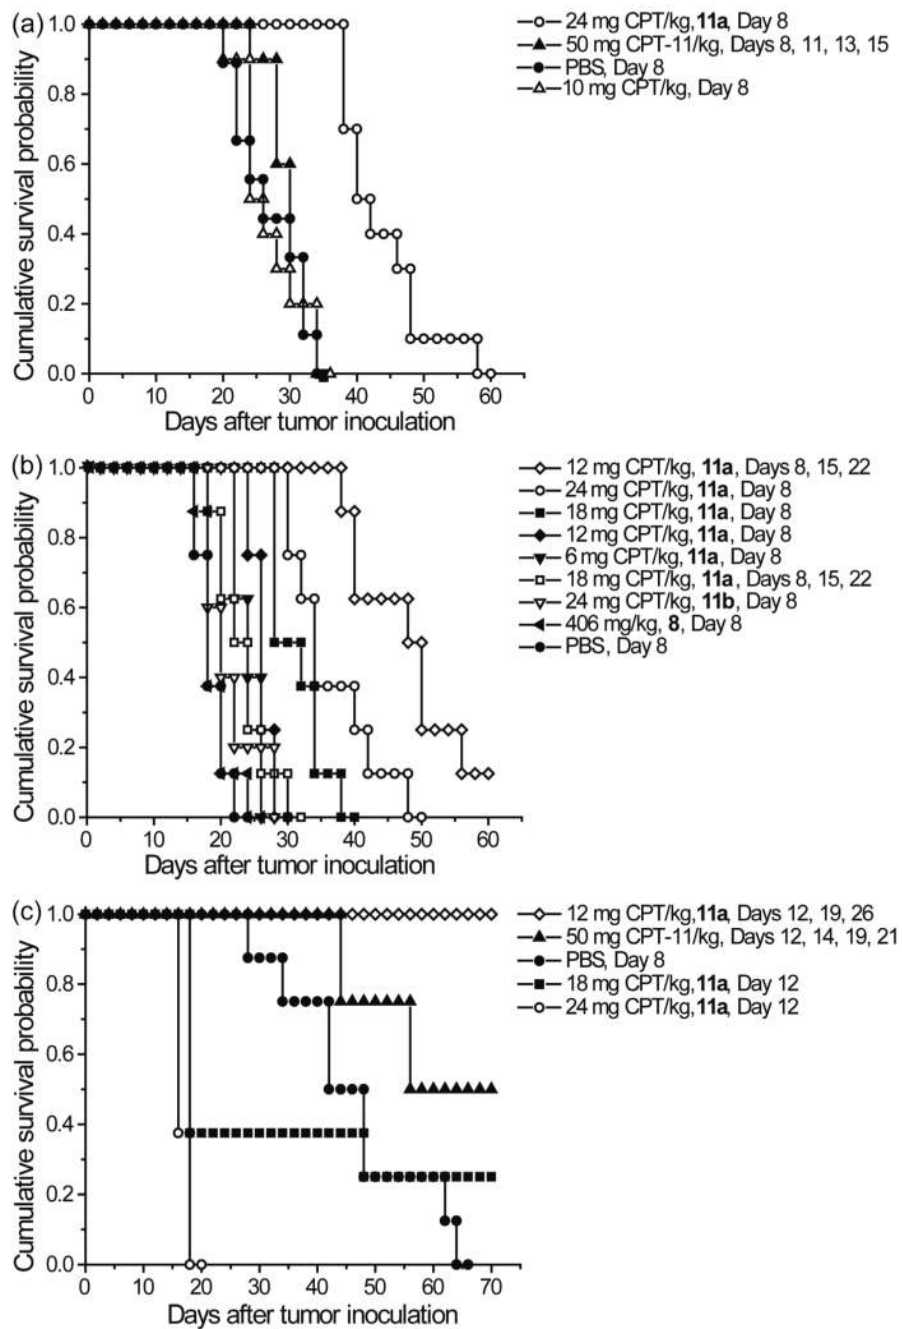 (a)
24 mg CPT/kg, 11a, Day 8
50 mg CPT-11/kg, Days 8, 11, 13, 15
PBS, Day 8
10 mg CPT/kg, Day 8
Cumulative survival probability
1.0
0.8
0.6
0.4
0.2
0.0
0 10 20 30 40 50 60
Days after tumor inoculation
(b)
12 mg CPT/kg, 11a, Days 8, 15, 22
24 mg CPT/kg, 11a, Day 8
18 mg CPT/kg, 11a, Day 8
12 mg CPT/kg, 11a, Day 8
6 mg CPT/kg, 11a, Day 8
18 mg CPT/kg, 11a, Days 8, 15, 22
24 mg CPT/kg, 11b, Day 8
406 mg/kg, 8, Day 8
PBS, Day 8
Cumulative survival probability
1.0
0.8
0.6
0.4
0.2
0.0
0 10 20 30 40 50 60
Days after tumor inoculation
(c)
12 mg CPT/kg, 11a, Days 12, 19, 26
50 mg CPT-11/kg, Days 12, 14, 19, 21
PBS, Day 8
18 mg CPT/kg, 11a, Day 12
24 mg CPT/kg, 11a, Day 12
Cumulative survival probability
1.0
0.8
0.6
0.4
0.2
0.0
0 10 20 30 40 50 60 70
Days after tumor inoculation